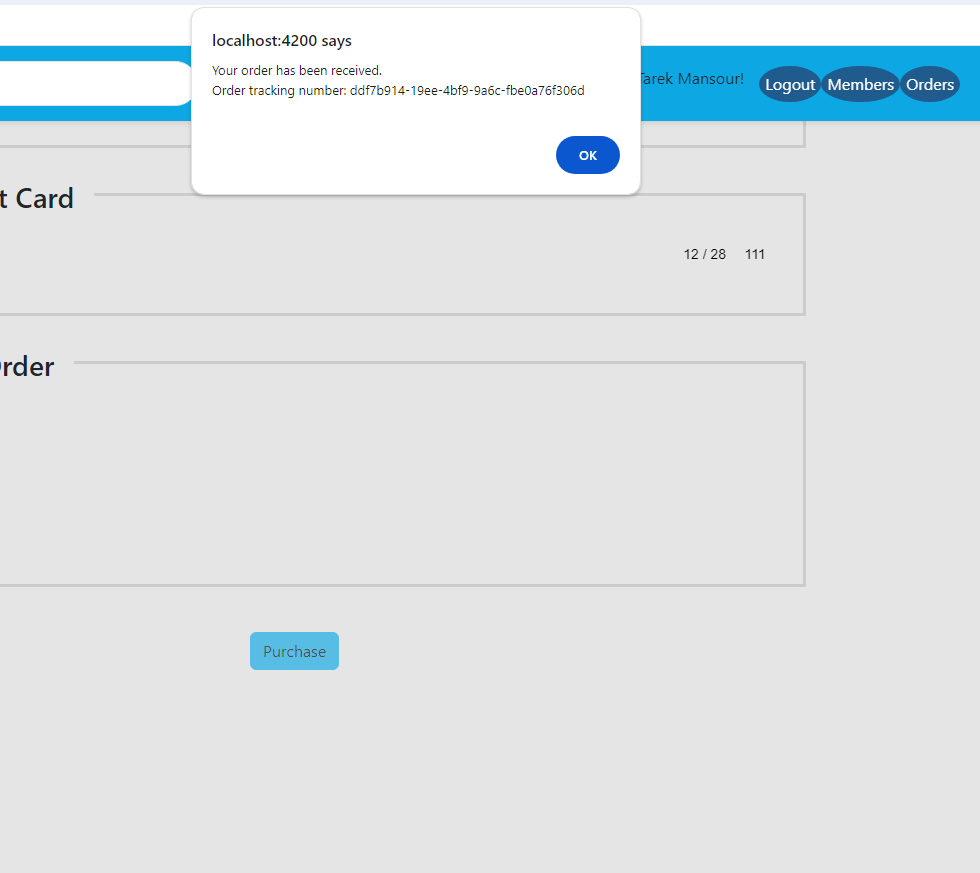 localhost:4200 says
Your order has been received.
Order tracking number: ddf7b914-19ee-4bf9-9a6c-fbe0a76f306d
OK
Tarek Mansour!
Logout Members Orders
t Card
12 / 28 111
rder
Purchase